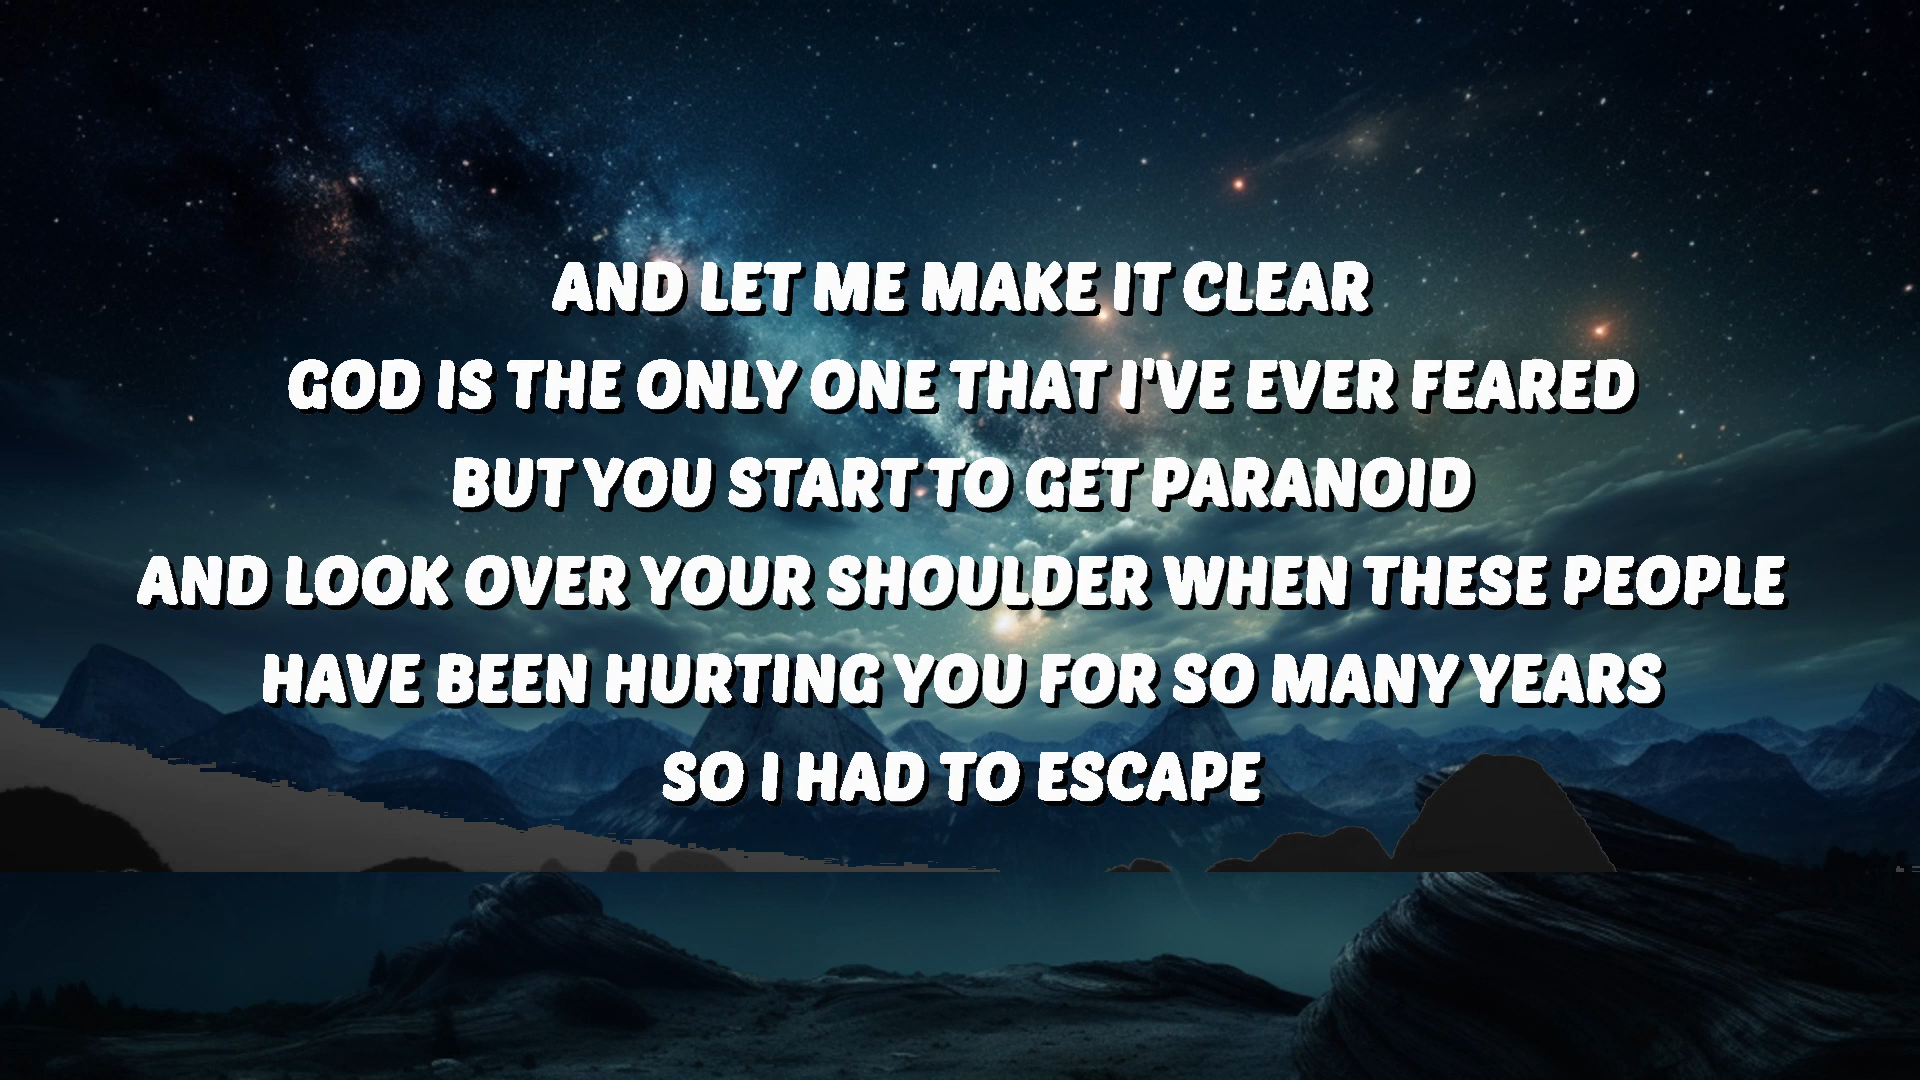 AND LET ME MAKE IT CLEAR
GOD IS THE ONLY ONE THAT I'VE EVER FEARED
BUT YOU START TO GET PARANOID
AND LOOK OVER YOUR SHOULDER WHEN THESE PEOPLE
HAVE BEEN HURTING YOU FOR SO MANY YEARS
SO I HAD TO ESCAPE